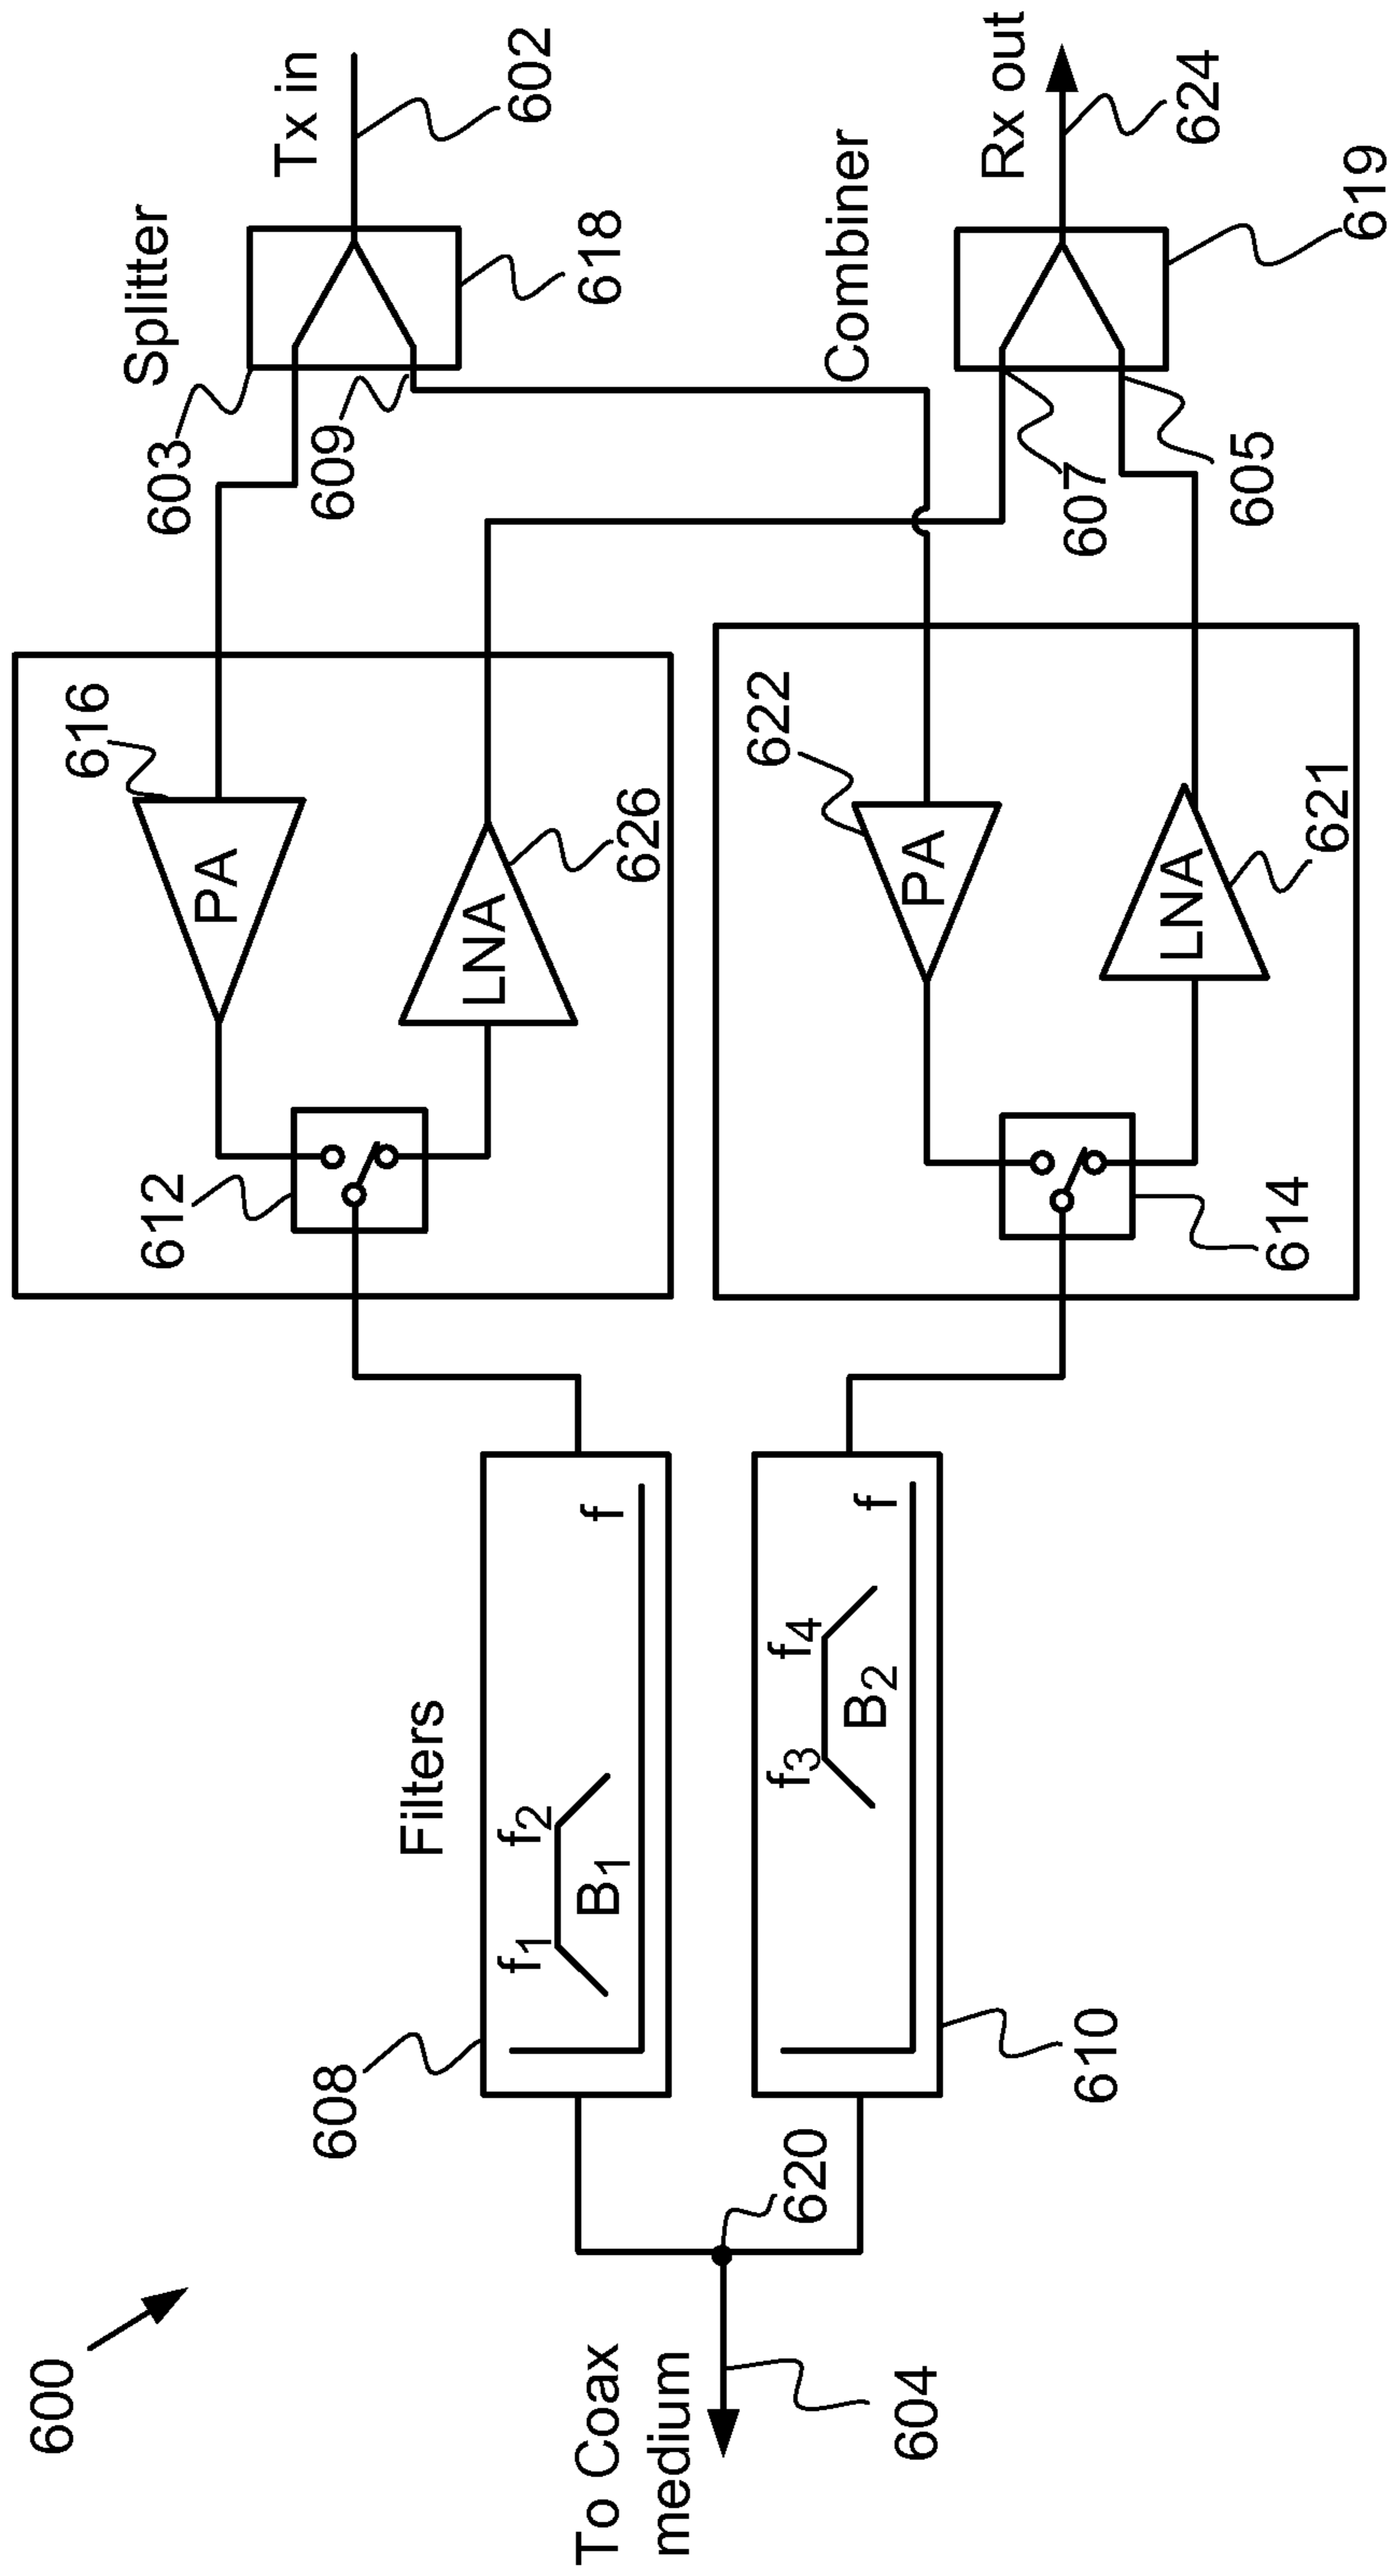 600
To Coax
medium
604
620
608
Filters
f1
f2
B1
f
f3
f4
B2
f
610
612
PA
616
LNA
626
614
PA
622
LNA
621
Splitter
603
609
618
Tx in
602
Combiner
607
605
619
Rx out
624